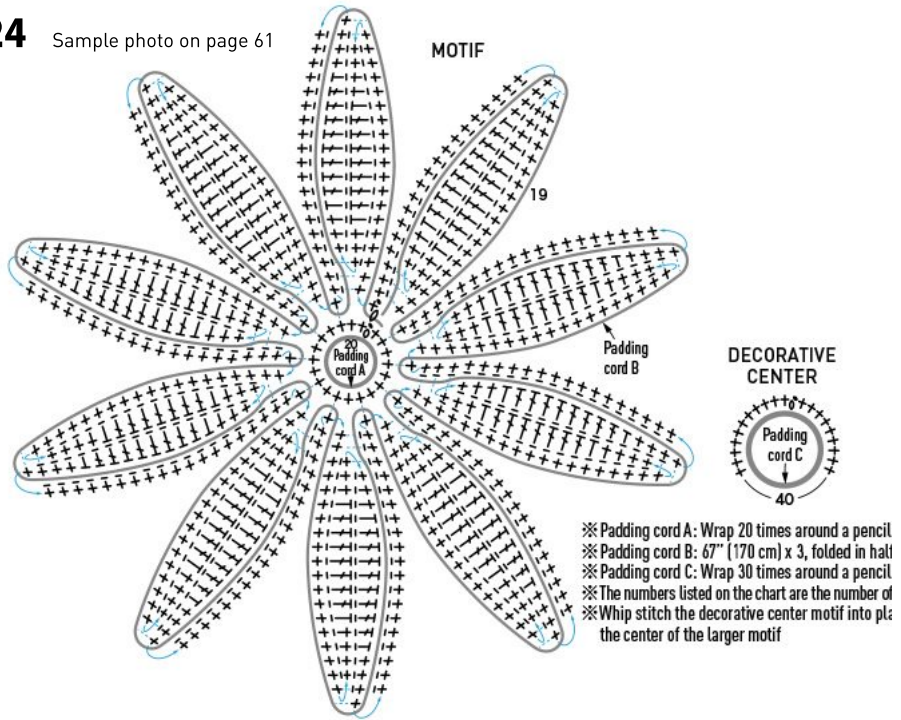 24 Sample photo on page 61
MOTIF
19
20
Padding
cord A
Padding
cord B
DECORATIVE
CENTER
Padding
cord C
40
※Padding cord A: Wrap 20 times around a pencil
※Padding cord B: 67” (170 cm) x 3, folded in half
※Padding cord C: Wrap 30 times around a pencil
※The numbers listed on the chart are the number of
※Whip stitch the decorative center motif into
the center of the larger motif